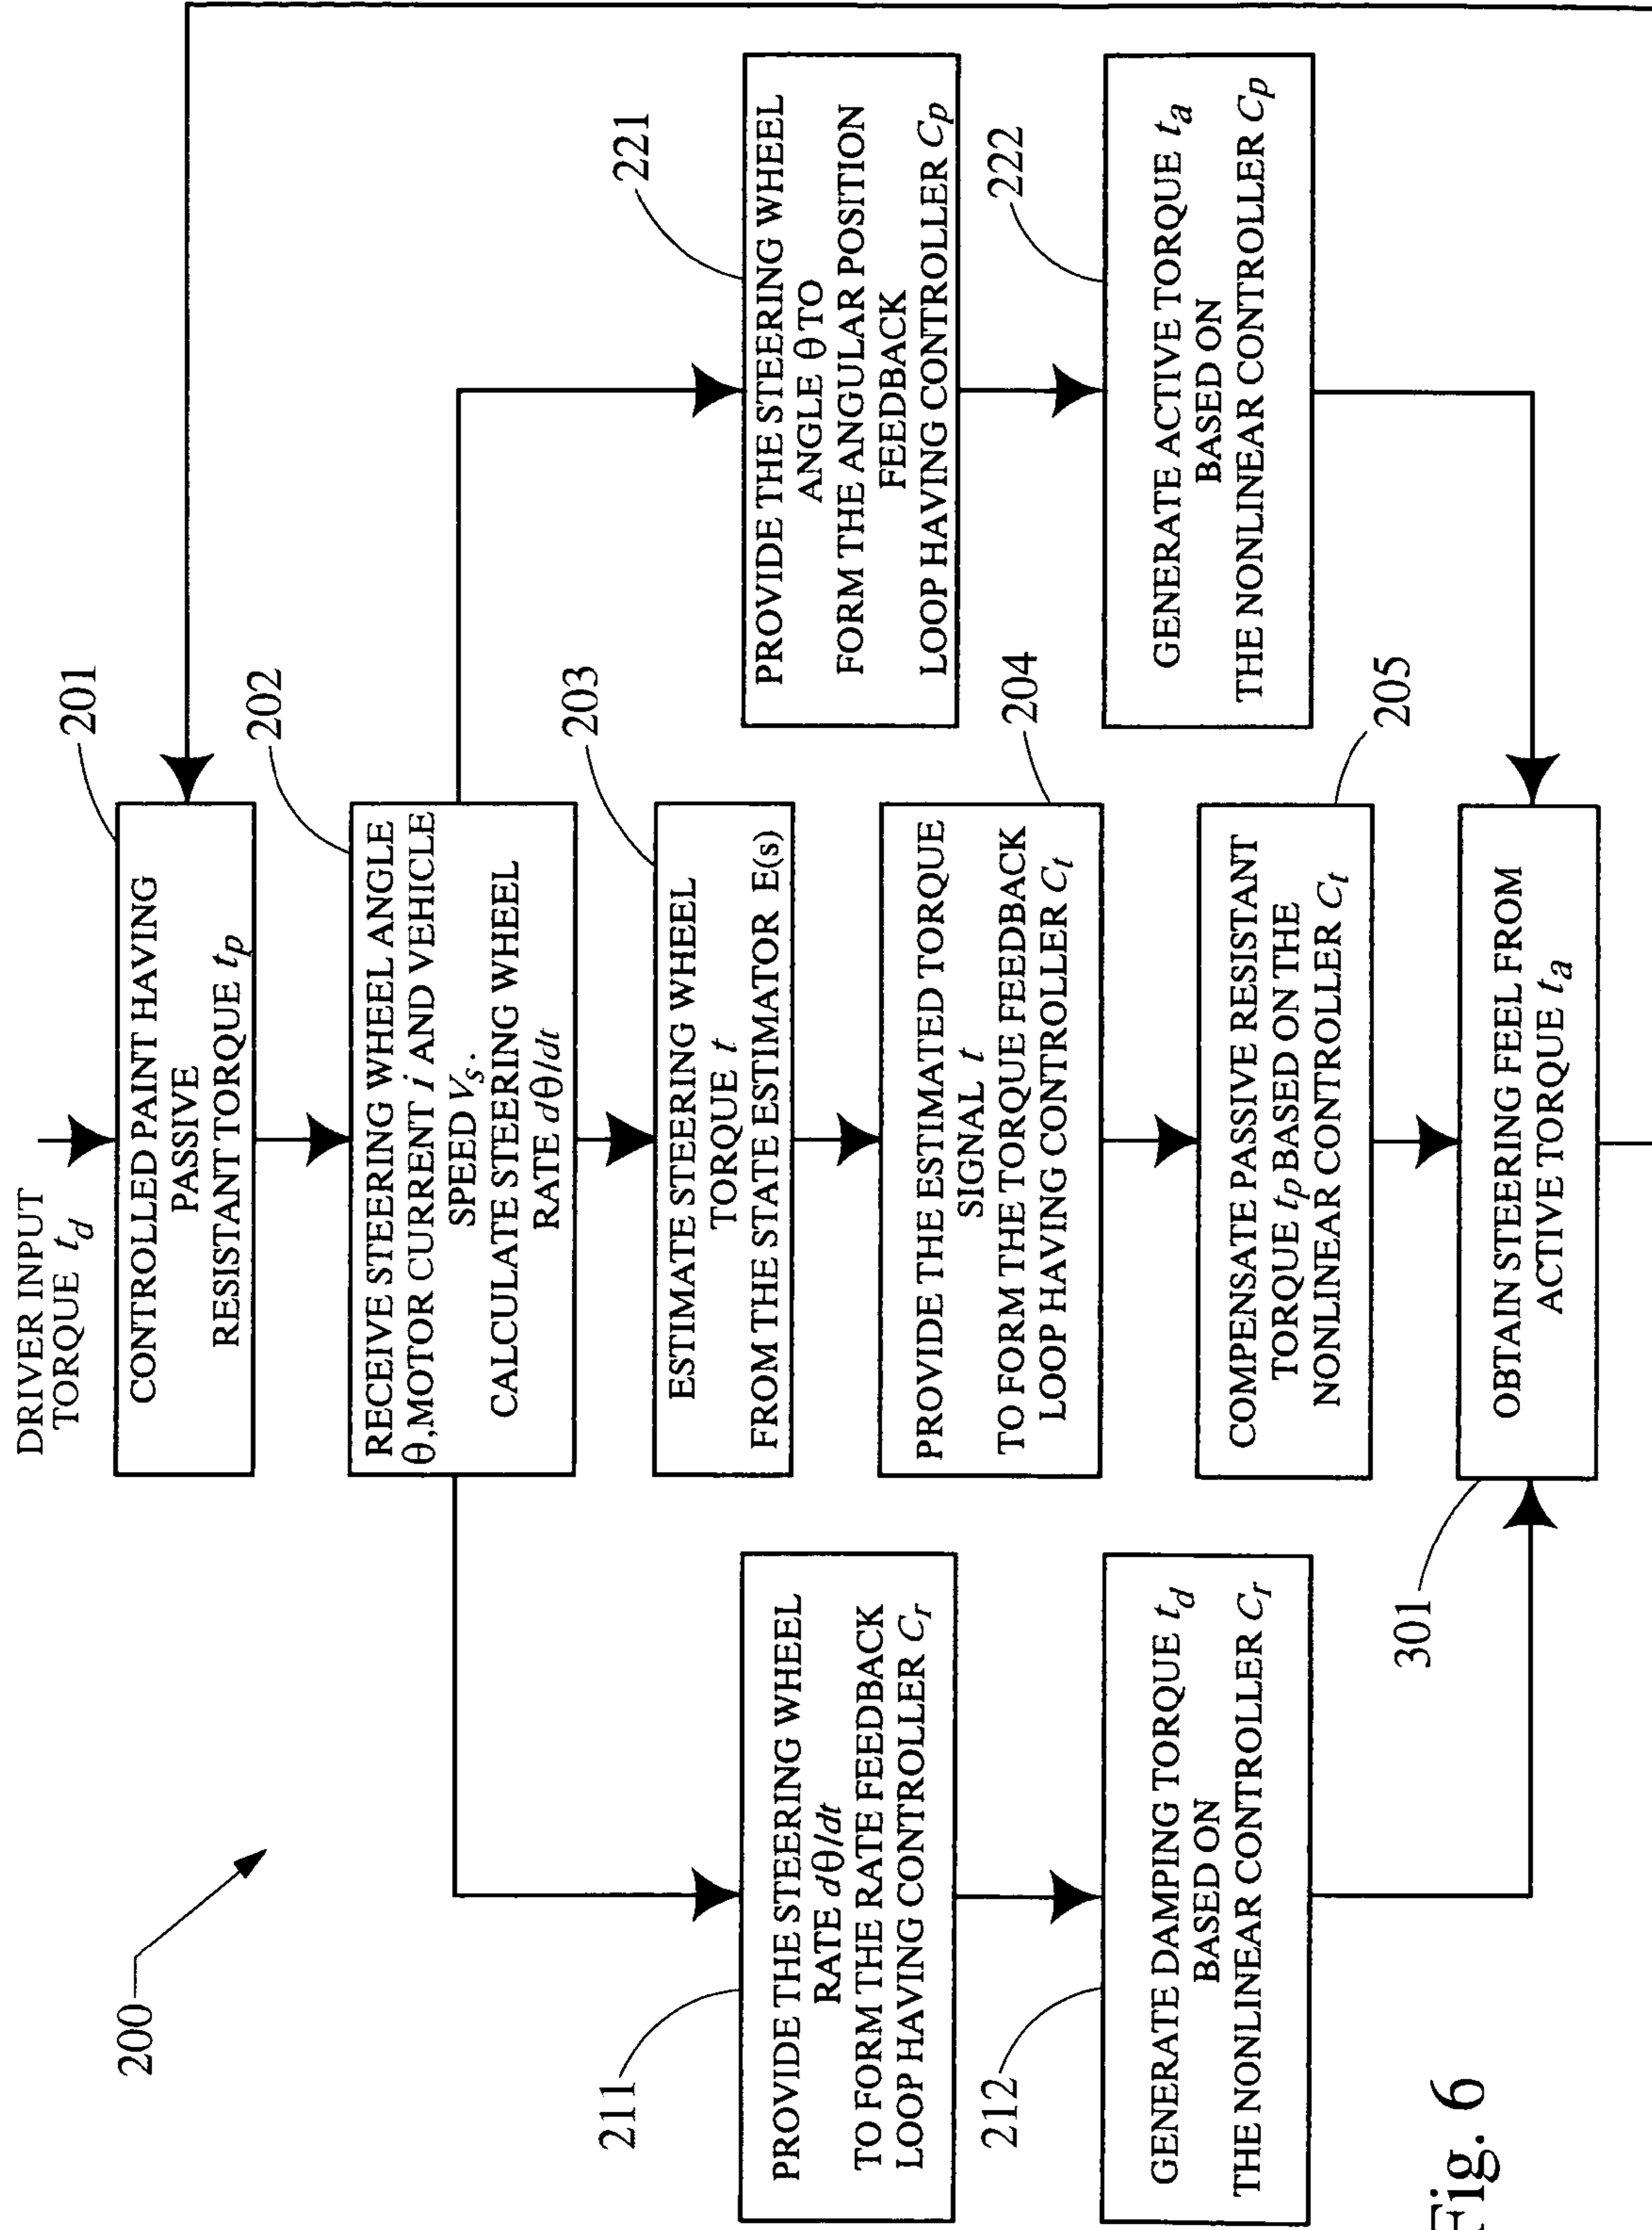 200
DRIVER INPUT
TORQUE t_d
201
CONTROLLED PAINT HAVING
PASSIVE
RESISTANT TORQUE t_p
202
RECEIVE STEERING WHEEL ANGLE
θ,MOTOR CURRENT i AND VEHICLE
SPEED V_s.
CALCULATE STEERING WHEEL
RATE dθ/dt
203
ESTIMATE STEERING WHEEL
TORQUE t
FROM THE STATE ESTIMATOR E(s)
204
PROVIDE THE ESTIMATED TORQUE
SIGNAL t
TO FORM THE TORQUE FEEDBACK
LOOP HAVING CONTROLLER C_t
205
COMPENSATE PASSIVE RESISTANT
TORQUE t_p BASED ON THE
NONLINEAR CONTROLLER C_t
211
PROVIDE THE STEERING WHEEL
RATE dθ/dt
TO FORM THE RATE FEEDBACK
LOOP HAVING CONTROLLER C_r
212
GENERATE DAMPING TORQUE t_d
BASED ON
THE NONLINEAR CONTROLLER C_r
221
PROVIDE THE STEERING WHEEL
ANGLE θ TO
FORM THE ANGULAR POSITION
FEEDBACK
LOOP HAVING CONTROLLER C_p
222
GENERATE ACTIVE TORQUE t_a
BASED ON
THE NONLINEAR CONTROLLER C_p
301
OBTAIN STEERING FEEL FROM
ACTIVE TORQUE t_a
Fig. 6